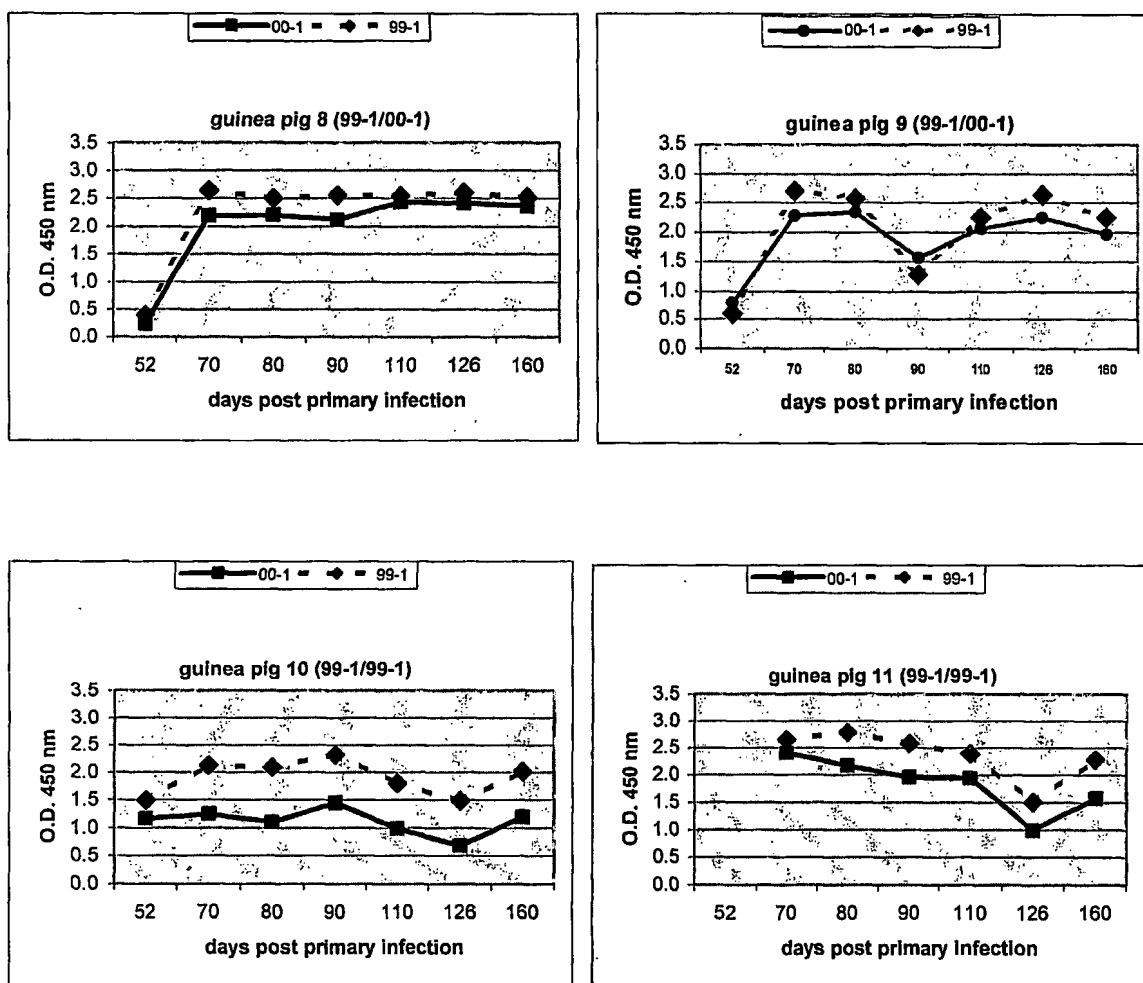 00-1 99-1
guinea pig 8 (99-1/00-1)
O.D. 450 nm
3.5
3.0
2.5
2.0
1.5
1.0
0.5
0.0
52 70 80 90 110 126 160
days post primary infection
00-1 99-1
guinea pig 9 (99-1/00-1)
O.D. 450 nm
3.5
3.0
2.5
2.0
1.5
1.0
0.5
0.0
52 70 80 90 110 126 160
days post primary infection
00-1 99-1
guinea pig 10 (99-1/99-1)
O.D. 450 nm
3.5
3.0
2.5
2.0
1.5
1.0
0.5
0.0
52 70 80 90 110 126 160
days post primary infection
00-1 99-1
guinea pig 11 (99-1/99-1)
O.D. 450 nm
3.5
3.0
2.5
2.0
1.5
1.0
0.5
0.0
52 70 80 90 110 126 160
days post primary infection